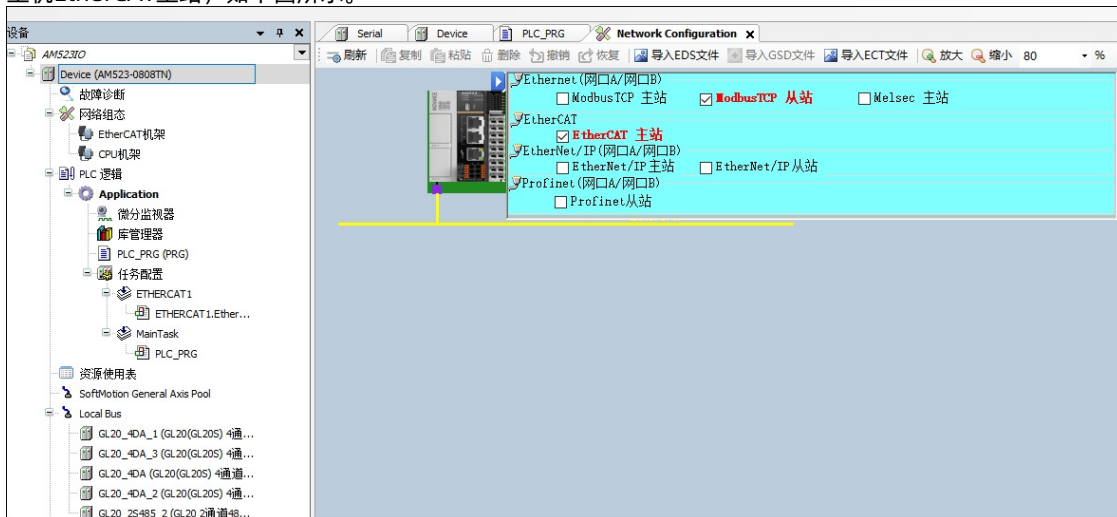 设备
AM523IO
Device (AM523-0808TN)
故障诊断
网络组态
EtherCAT机架
CPU机架
PLC 逻辑
Application
微分监视器
库管理器
PLC_PRG (PRG)
任务配置
ETHERCAT1
ETHERCAT1.Ether...
MainTask
PLC_PRG
资源使用表
SoftMotion General Axis Pool
Local Bus
GL20_4DA_1 (GL20(GL20S) 4通...
GL20_4DA_3 (GL20(GL20S) 4通...
GL20_4DA (GL20(GL20S) 4通道...
GL20_4DA_2 (GL20(GL20S) 4通...
GL20_2S485_2 (GL20 2通道48...
Serial Device PLC_PRG Network Configuration
刷新 复制 粘贴 删除 撤销 恢复 导入EDS文件 导入GSD文件 导入ECT文件 放大 缩小 80 %
Ethernet(网口A/网口B)
ModbusTCP 主站 ModbusTCP 从站 Melsec 主站
EtherCAT
EtherCAT 主站
EtherNet/IP(网口A/网口B)
EtherNet/IP主站 EtherNet/IP从站
Profinet(网口A/网口B)
Profinet从站